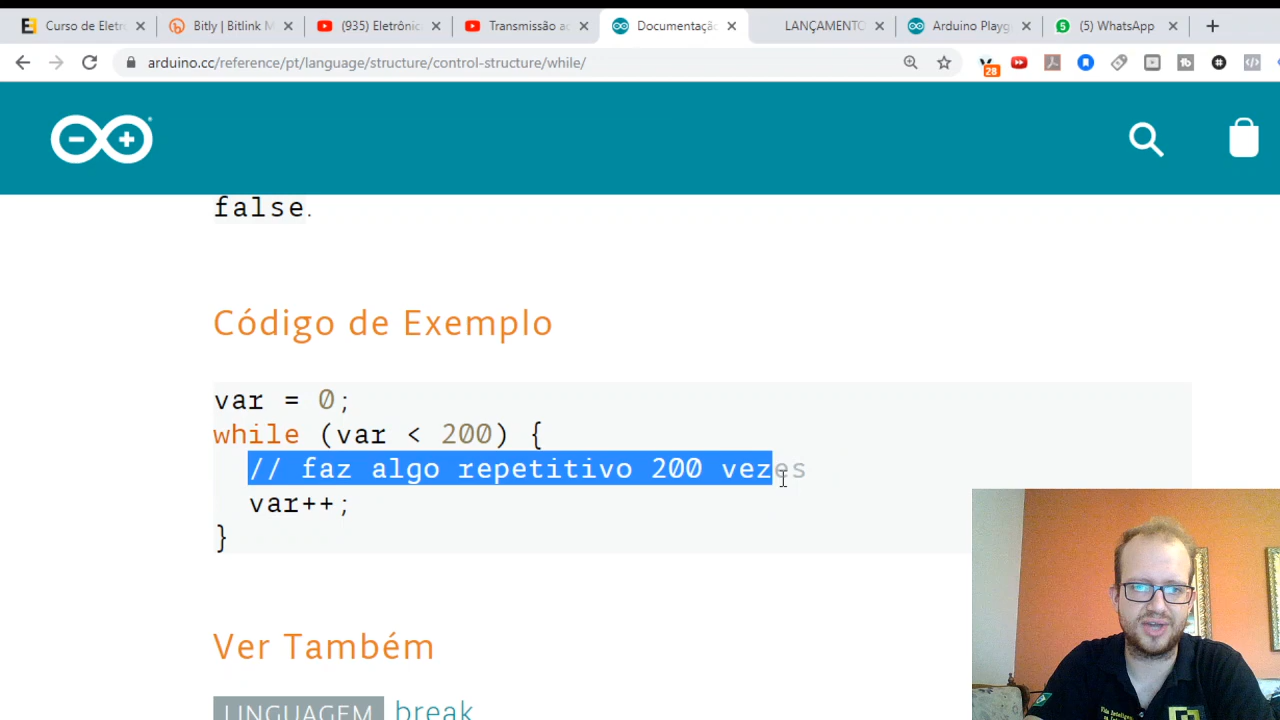 Curso de Eletr
Bitly | Bitlink M
(935) Eletrônic
Transmissão ao
Documentaçã
LANÇAMENTO
Arduino Playg
(5) WhatsApp
arduino.cc/reference/pt/language/structure/control-structure/while/
28
false.
Código de Exemplo
var = 0;
while (var < 200) {
// faz algo repetitivo 200 vezes
var++;
}
Ver Também
LINGUAGEM break